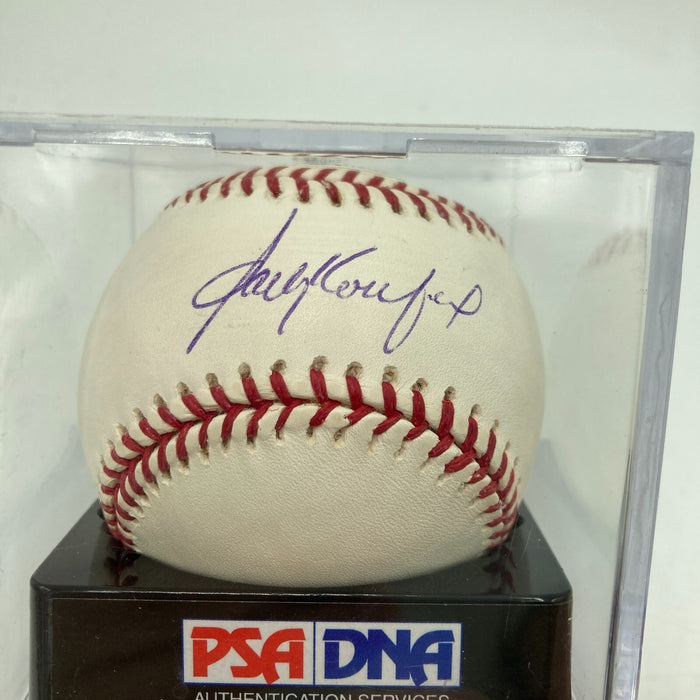 Sandy Koufax
PSA DNA
AUTHENTICATION SERVICES